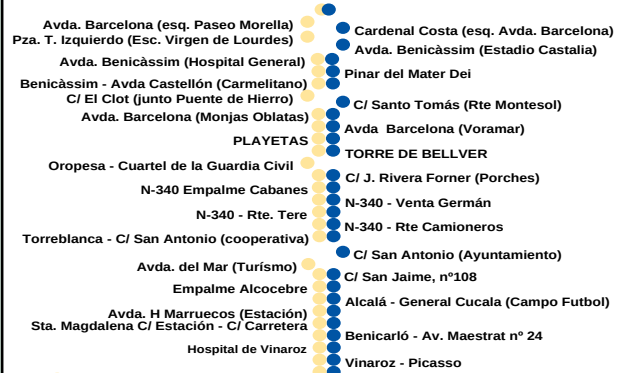 Avda. Barcelona (esq. Paseo Morella)
Cardenal Costa (esq. Avda. Barcelona)
Pza. T. Izquierdo (Esc. Virgen de Lourdes)
Avda. Benicàssim (Estadio Castalia)
Avda. Benicàssim (Hospital General)
Pinar del Mater Dei
Benicàssim - Avda Castellón (Carmelitano)
C/ El Clot (junto Puente de Hierro)
C/ Santo Tomás (Rte Montesol)
Avda. Barcelona (Monjas Oblatas)
Avda Barcelona (Voramar)
PLAYETAS
TORRE DE BELLVER
Oropesa - Cuartel de la Guardia Civil
C/ J. Rivera Forner (Porches)
N-340 Empalme Cabanes
N-340 - Venta Germán
N-340 - Rte. Tere
N-340 - Rte Camioneros
Torreblanca - C/ San Antonio (cooperativa)
C/ San Antonio (Ayuntamiento)
Avda. del Mar (Turísmo)
C/ San Jaime, nº108
Empalme Alcocebre
Alcalá - General Cucala (Campo Futbol)
Avda. H Marruecos (Estación)
Sta. Magdalena C/ Estación - C/ Carretera
Benicarló - Av. Maestrat nº 24
Hospital de Vinaroz
Vinaroz - Picasso